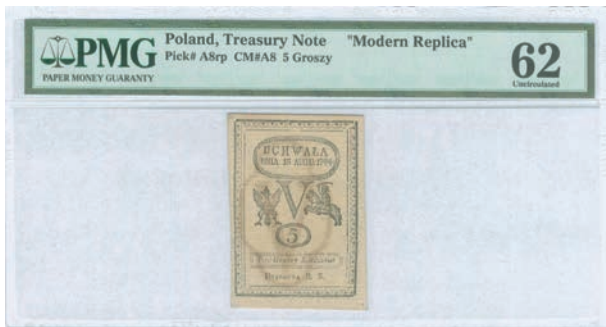 PMG
PAPER MONEY GUARANTY
Poland, Treasury Note "Modern Replica"
Pick# A8rp CM#A8 5 Groszy
62
Uncirculated
UCHWAŁA
1794
V
5